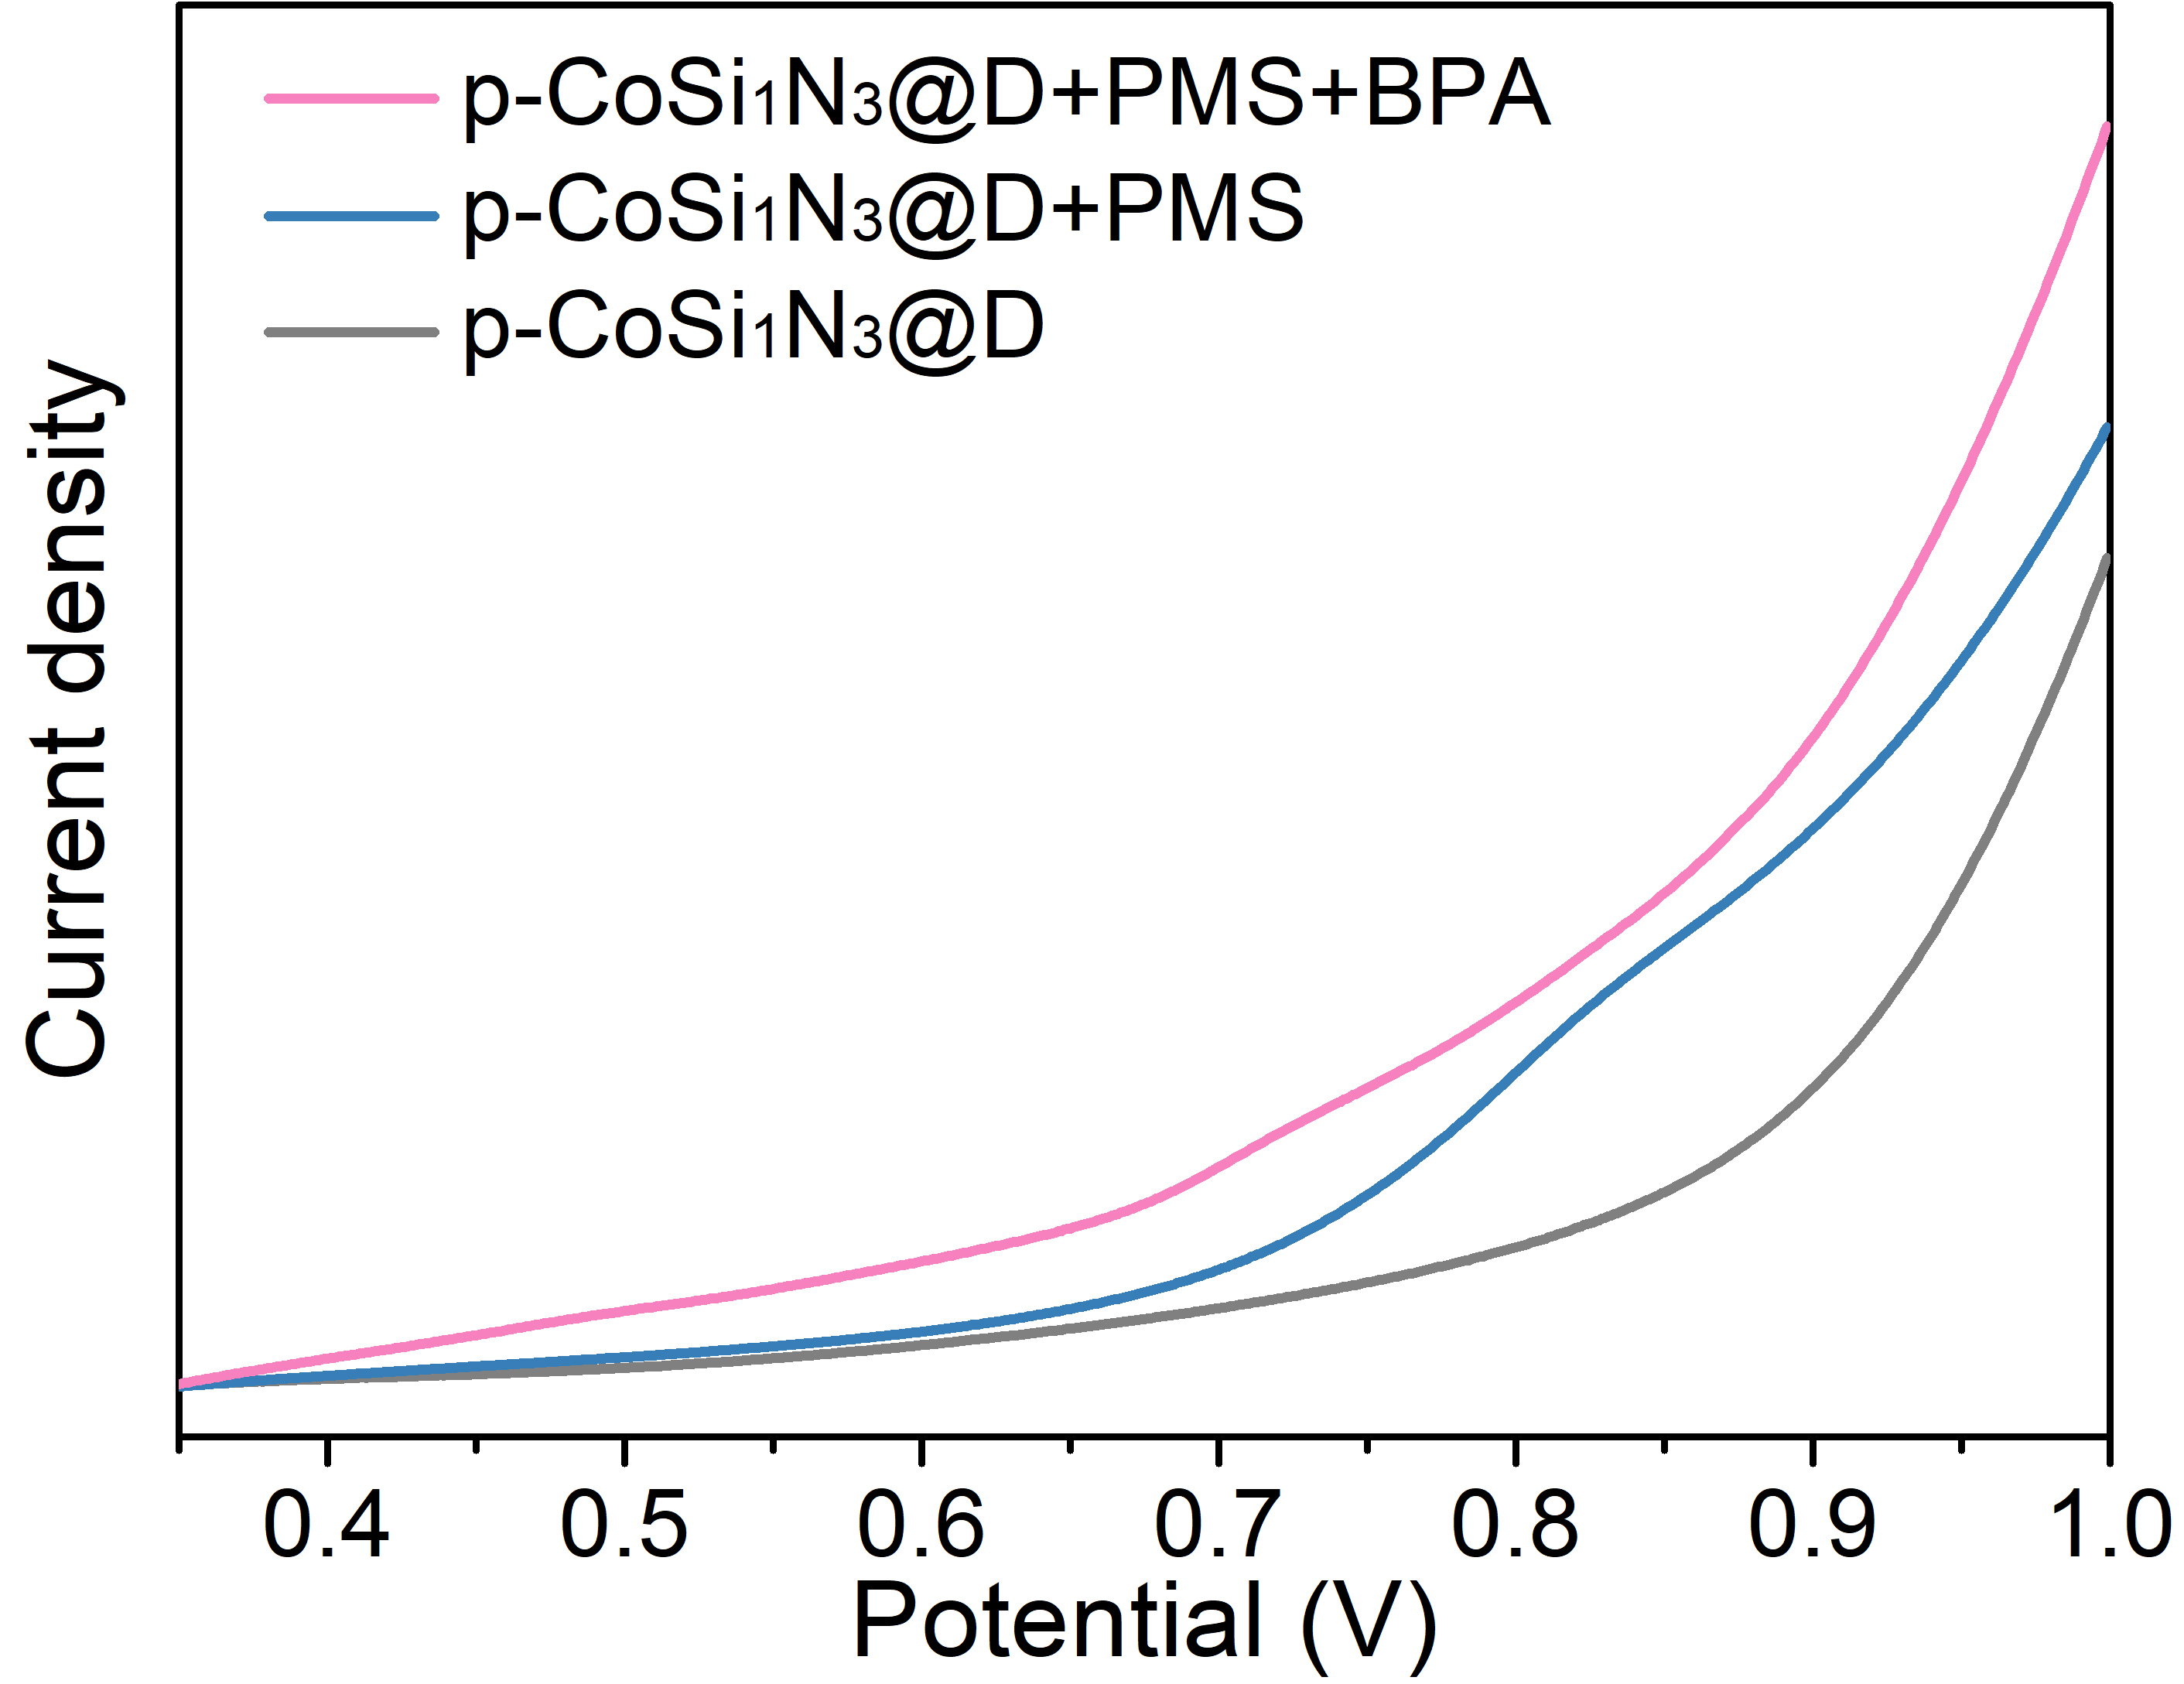 p-CoSi₁N₃@D+PMS+BPA
p-CoSi₁N₃@D+PMS
p-CoSi₁N₃@D
Current density
0.4 0.5 0.6 0.7 0.8 0.9 1.0
Potential (V)